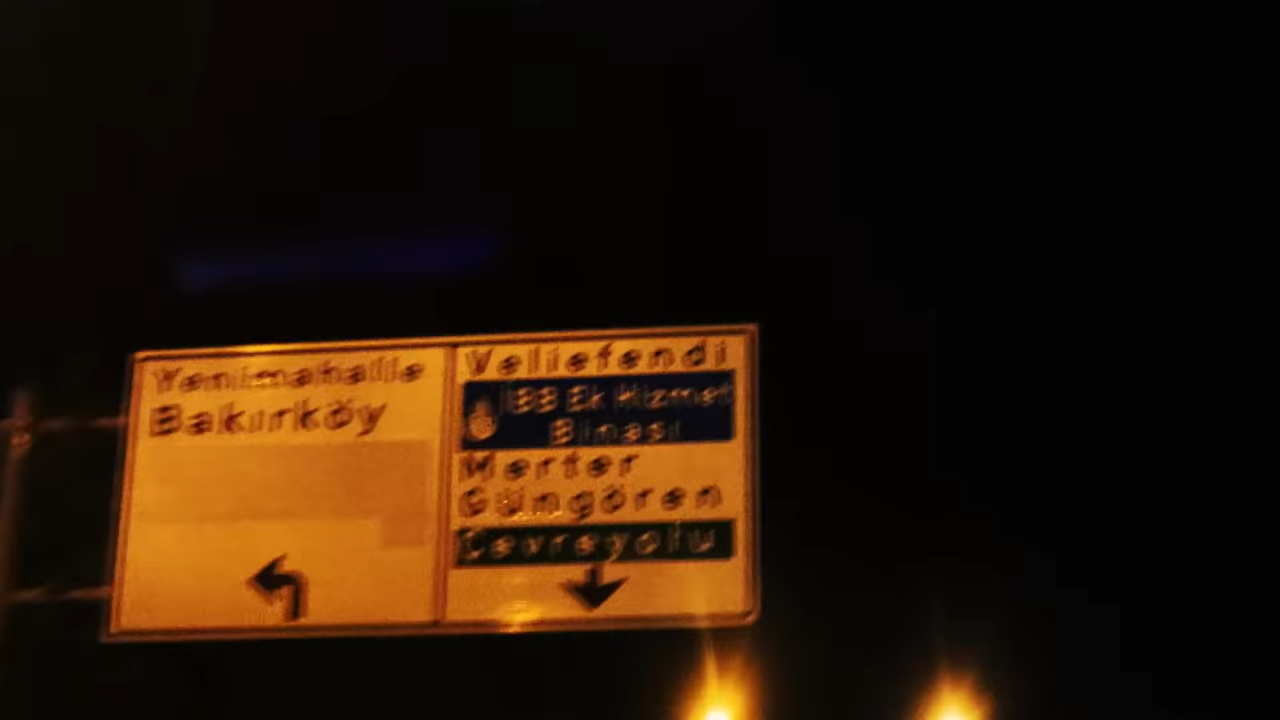 Yenimahalle
Bakırköy
Veliefendi
İBB Ek Hizmet
Binası
Merter
Güngören
Çevreyolu